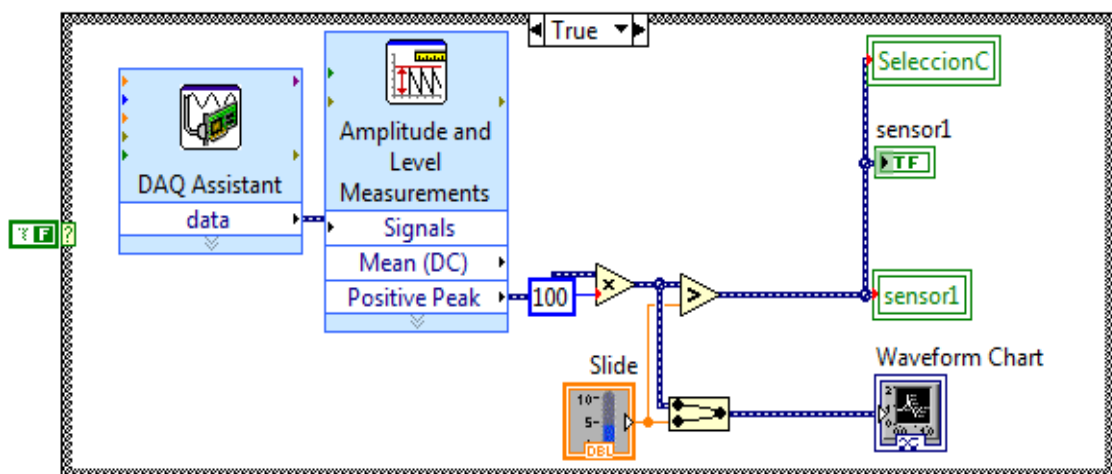 True
SeleccionC
sensor1
TF
DAQ Assistant
data
Amplitude and
Level
Measurements
Signals
Mean (DC)
Positive Peak
F
?
100
x
>
sensor1
Slide
10
5
DBL
Waveform Chart
2